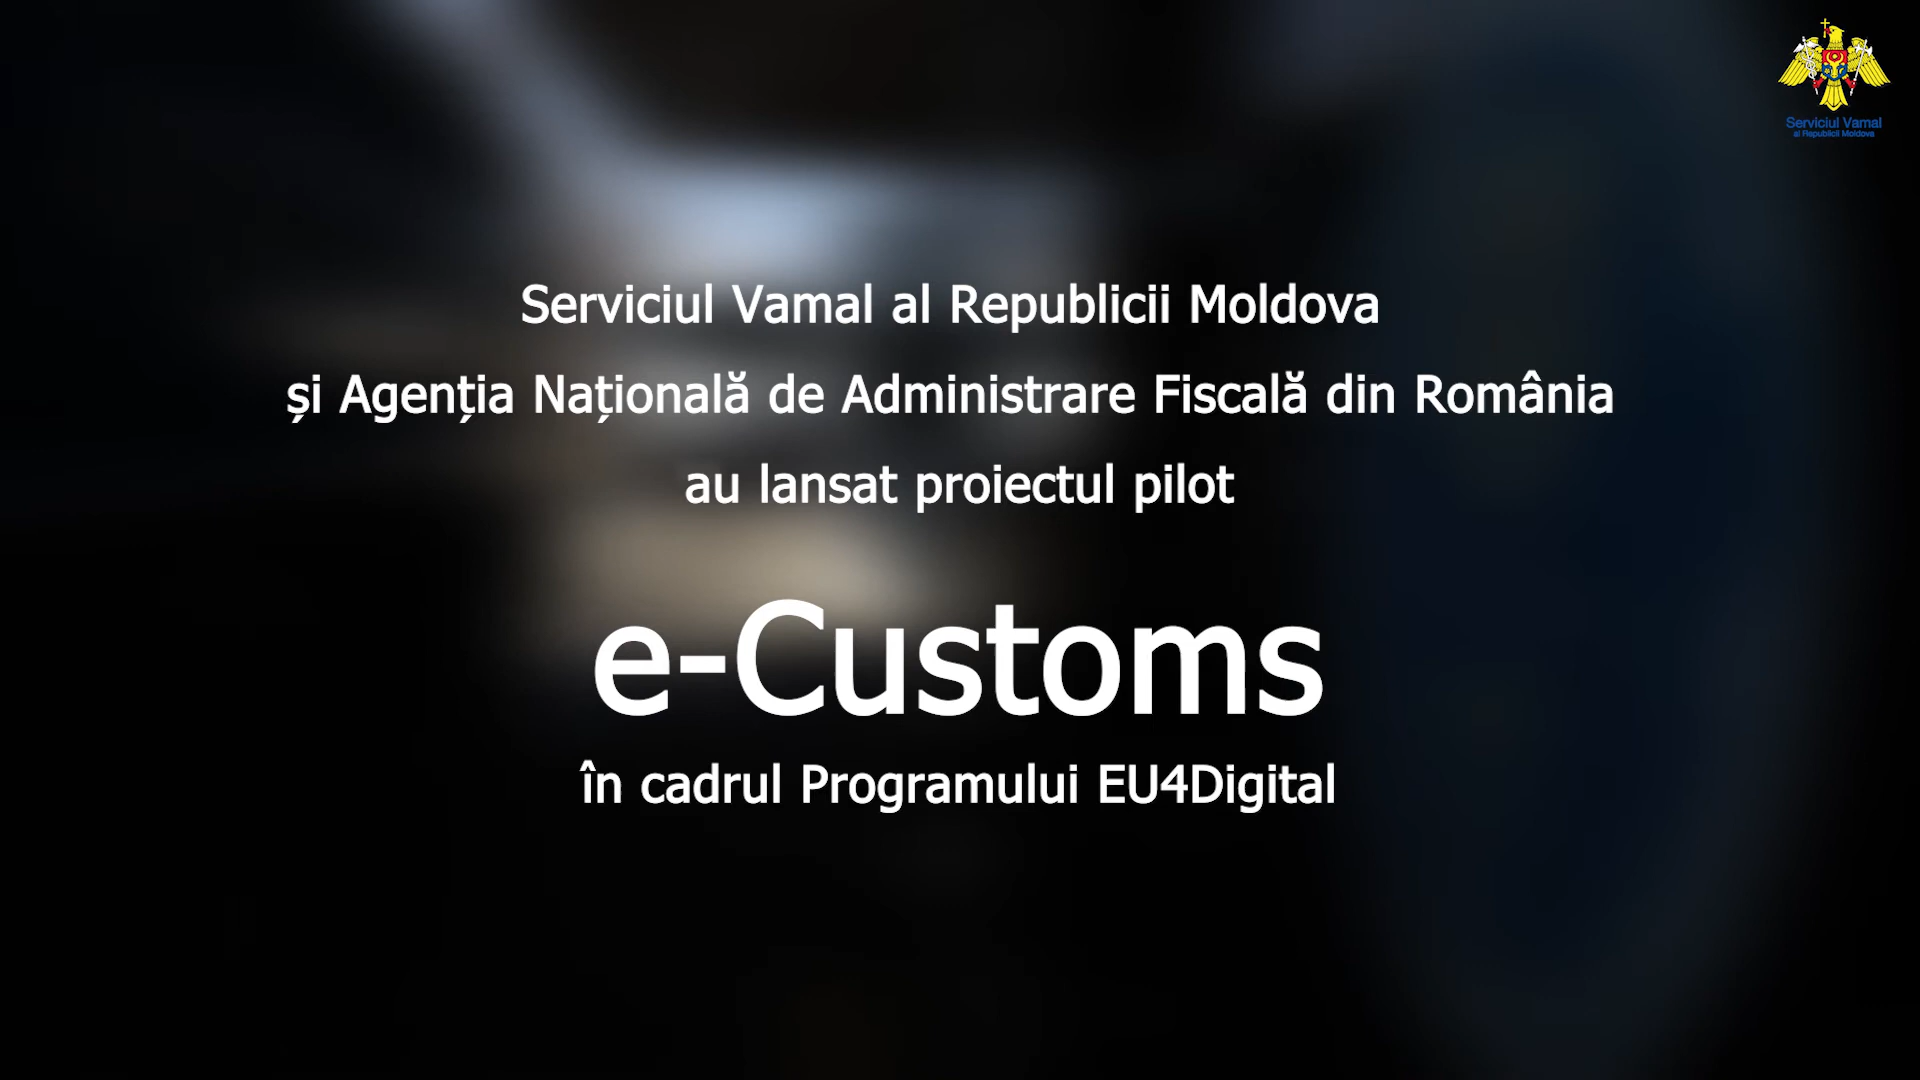 Serviciul Vamal
al Republicii Moldova
Serviciul Vamal al Republicii Moldova
și Agenția Națională de Administrare Fiscală din România
au lansat proiectul pilot
e-Customs
în cadrul Programului EU4Digital